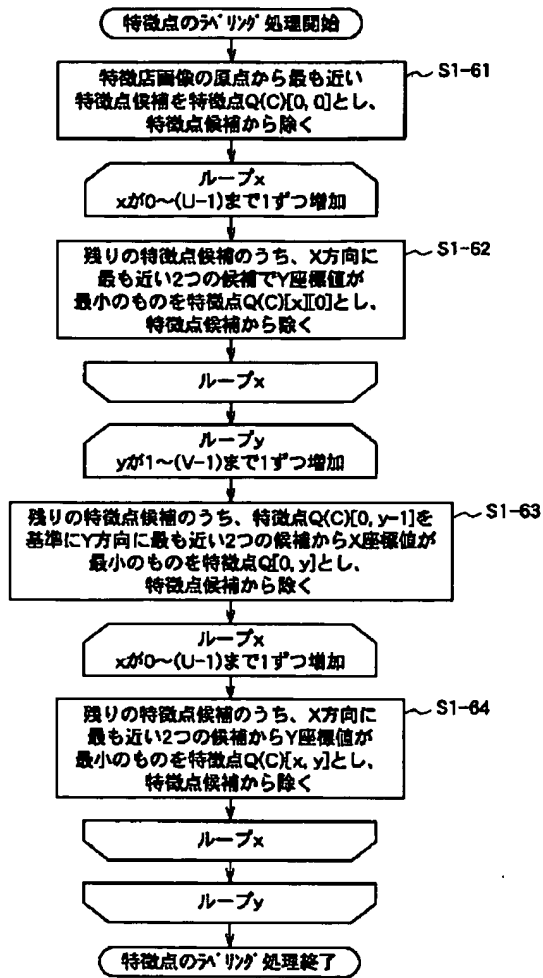 特徴点のﾗﾍﾞﾘﾝｸﾞ処理開始
S1-61
特徴店画像の原点から最も近い
特徴点候補を特徴点Q(C)[0, 0]とし、
特徴点候補から除く
ループx
xが0～(U-1)まで1ずつ増加
S1-62
残りの特徴点候補のうち、X方向に
最も近い2つの候補でY座標値が
最小のものを特徴点Q(C)[x][0]とし、
特徴点候補から除く
ループx
ループy
yが1～(V-1)まで1ずつ増加
S1-63
残りの特徴点候補のうち、特徴点Q(C)[0, y-1]を
基準にY方向に最も近い2つの候補からX座標値が
最小のものを特徴点Q[0, y]とし、
特徴点候補から除く
ループx
xが0～(U-1)まで1ずつ増加
S1-64
残りの特徴点候補のうち、X方向に
最も近い2つの候補からY座標値が
最小のものを特徴点Q(C)[x, y]とし、
特徴点候補から除く
ループx
ループy
特徴点のﾗﾍﾞﾘﾝｸﾞ処理終了